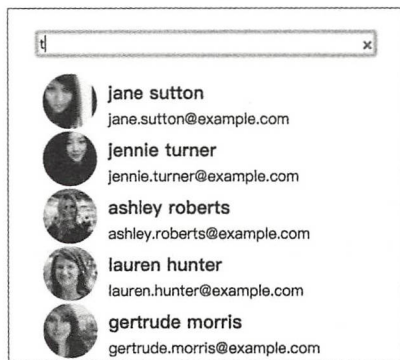 t
jane sutton
jane.sutton@example.com
jennie turner
jennie.turner@example.com
ashley roberts
ashley.roberts@example.com
lauren hunter
lauren.hunter@example.com
gertrude morris
gertrude.morris@example.com